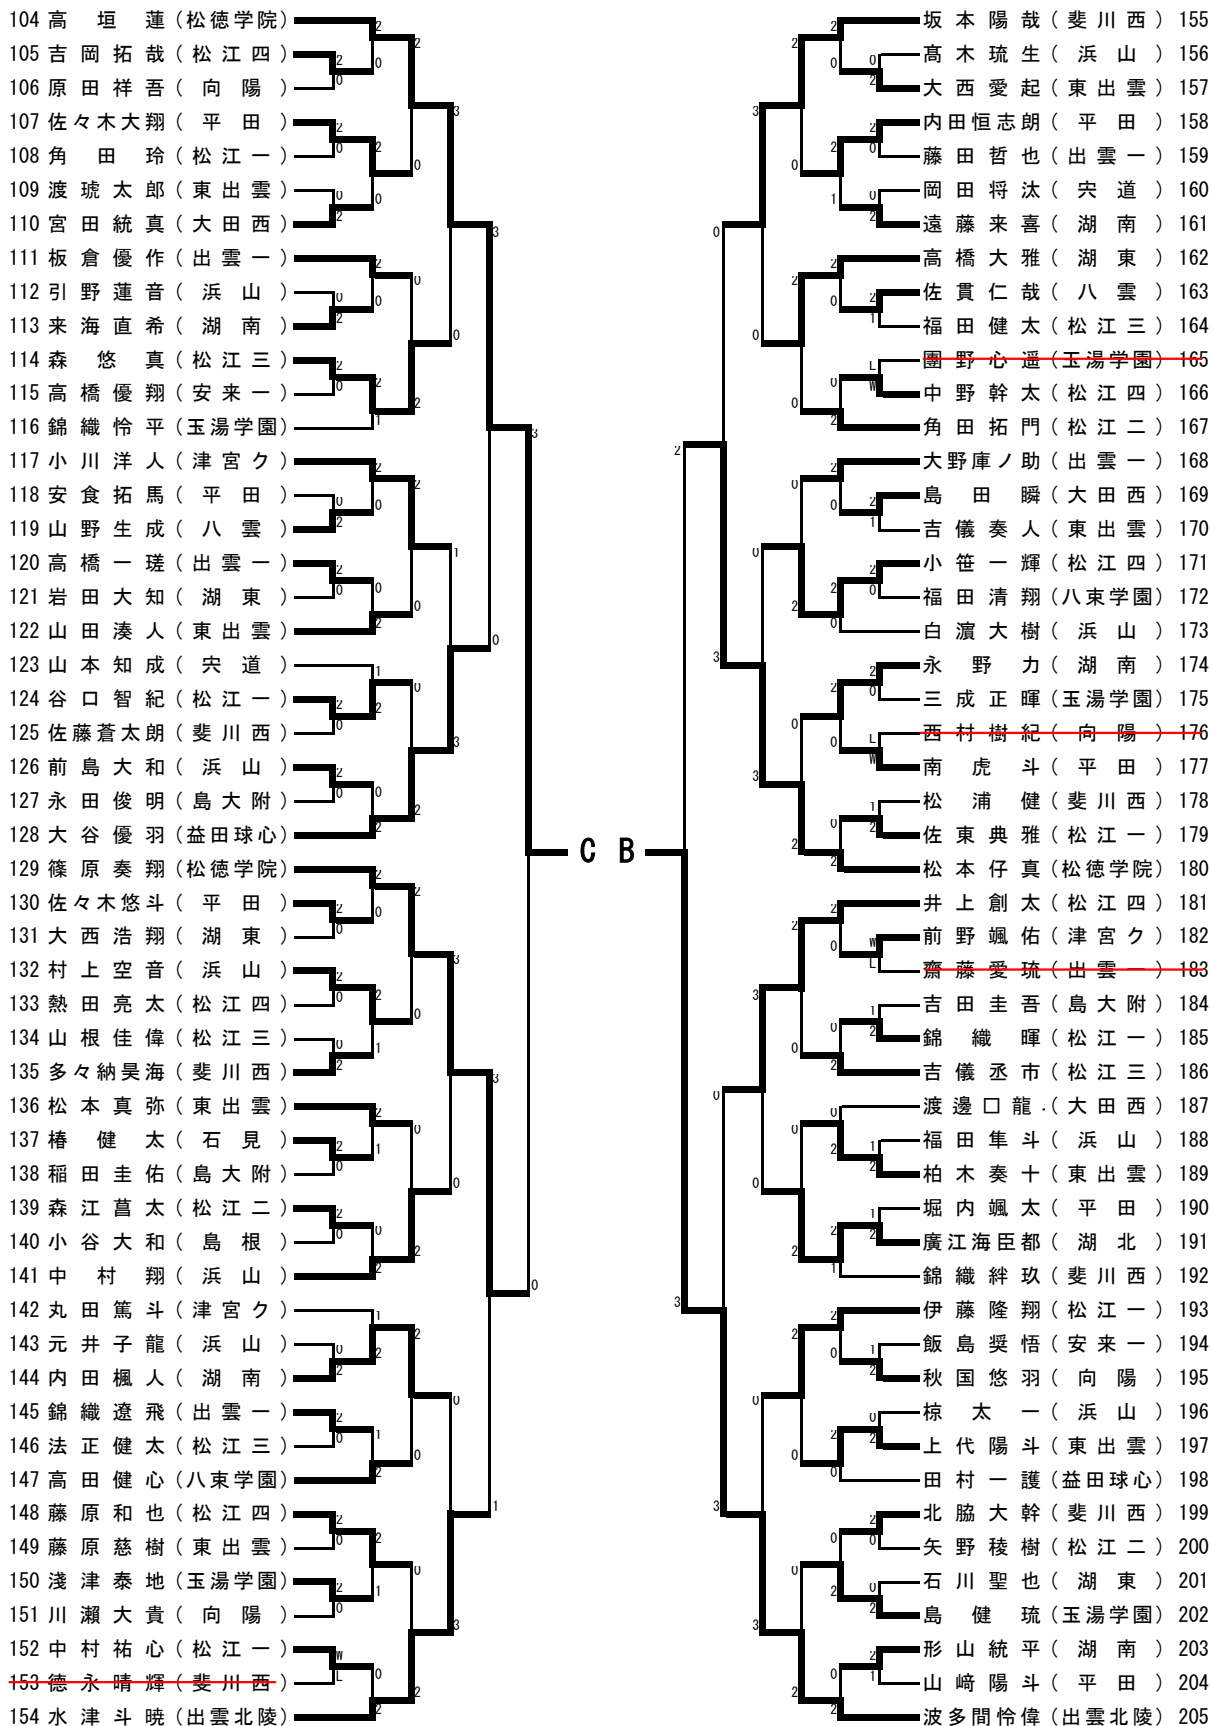 104 高垣蓮(松徳学院)
105 吉岡拓哉(松江四)
106 原田祥吾(向陽)
107 佐々木大翔(平田)
108 角田玲(松江一)
109 渡琥太郎(東出雲)
110 宮田統真(大田西)
111 板倉優作(出雲一)
112 引野蓮音(浜山)
113 来海直希(湖南)
114 森悠真(松江三)
115 高橋優翔(安来一)
116 錦織怜平(玉湯学園)
117 小川洋人(津宮ク)
118 安食拓馬(平田)
119 山野生成(八雲)
120 高橋一瑳(出雲一)
121 岩田大知(湖東)
122 山田湊人(東出雲)
123 山本知成(宍道)
124 谷口智紀(松江一)
125 佐藤蒼太朗(斐川西)
126 前島大和(浜山)
127 永田俊明(島大附)
128 大谷優羽(益田球心)
129 篠原奏翔(松徳学院)
130 佐々木悠斗(平田)
131 大西浩翔(湖東)
132 村上空音(浜山)
133 熱田亮太(松江四)
134 山根佳偉(松江三)
135 多々納昊海(斐川西)
136 松本真弥(東出雲)
137 椿健太(石見)
138 稲田圭佑(島大附)
139 森江菖太(松江二)
140 小谷大和(島根)
141 中村翔(浜山)
142 丸田篤斗(津宮ク)
143 元井子龍(浜山)
144 内田楓人(湖南)
145 錦織遼飛(出雲一)
146 法正健太(松江三)
147 高田健心(八束学園)
148 藤原和也(松江四)
149 藤原慈樹(東出雲)
150 淺津泰地(玉湯学園)
151 川瀬大貴(向陽)
152 中村祐心(松江一)
153 德永晴輝(斐川西)
154 水津斗暁(出雲北陵)
C B
坂本陽哉(斐川西) 155
髙木琉生(浜山) 156
大西愛起(東出雲) 157
内田恒志朗(平田) 158
藤田哲也(出雲一) 159
岡田将汰(宍道) 160
遠藤来喜(湖南) 161
高橋大雅(湖東) 162
佐貫仁哉(八雲) 163
福田健太(松江三) 164
團野心遥(玉湯学園) 165
中野幹太(松江四) 166
角田拓門(松江二) 167
大野庫ノ助(出雲一) 168
島田瞬(大田西) 169
吉儀奏人(東出雲) 170
小笹一輝(松江四) 171
福田清翔(八束学園) 172
白濵大樹(浜山) 173
永野力(湖南) 174
三成正暉(玉湯学園) 175
西村樹紀(向陽) 176
南虎斗(平田) 177
松浦健(斐川西) 178
佐東典雅(松江一) 179
松本仔真(松徳学院) 180
井上創太(松江四) 181
前野颯佑(津宮ク) 182
齋藤愛琉(出雲一) 183
吉田圭吾(島大附) 184
錦織暉(松江一) 185
吉儀丞市(松江三) 186
渡邊口龍(大田西) 187
福田隼斗(浜山) 188
柏木奏十(東出雲) 189
堀内颯太(平田) 190
廣江海臣都(湖北) 191
錦織絆玖(斐川西) 192
伊藤隆翔(松江一) 193
飯島奨悟(安来一) 194
秋国悠羽(向陽) 195
椋太一(浜山) 196
上代陽斗(東出雲) 197
田村一護(益田球心) 198
北脇大幹(斐川西) 199
矢野稜樹(松江二) 200
石川聖也(湖東) 201
島健琉(玉湯学園) 202
形山統平(湖南) 203
山﨑陽斗(平田) 204
波多間怜偉(出雲北陵) 205